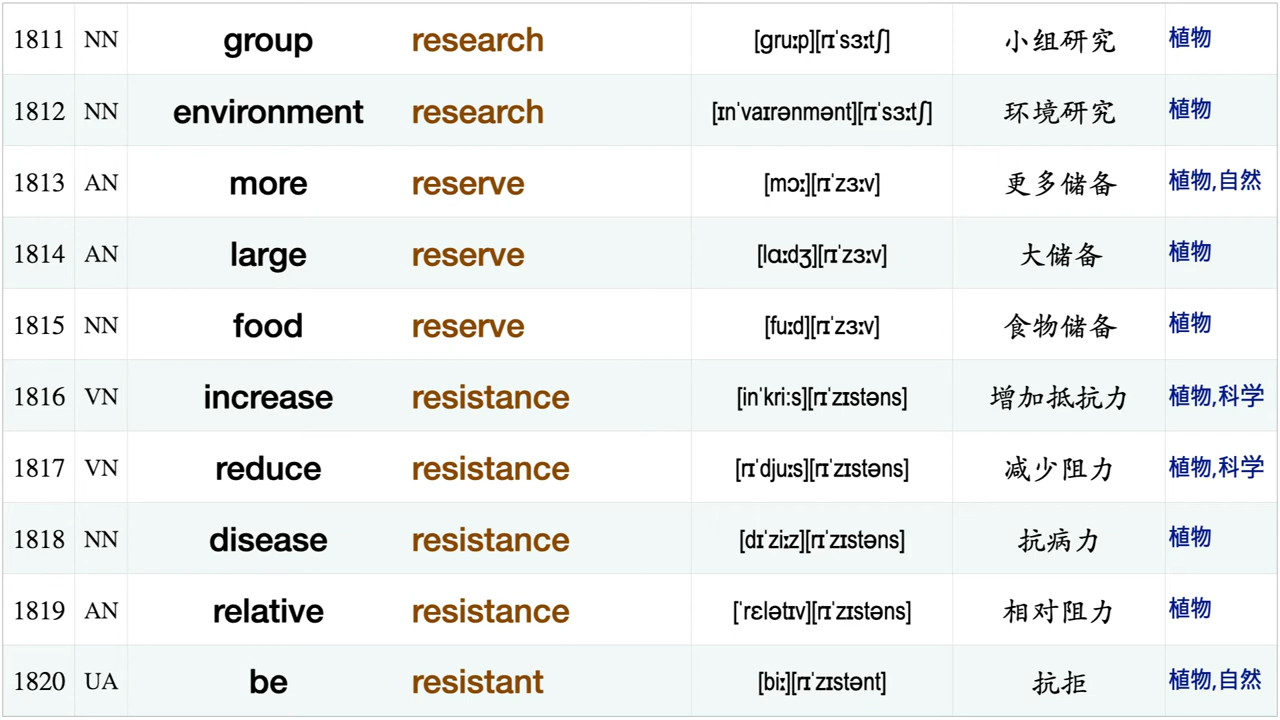 1811 NN group research [ɡruːp][rɪˈsɜːtʃ] 小组研究 植物
1812 NN environment research [ɪnˈvaɪrənmənt][rɪˈsɜːtʃ] 环境研究 植物
1813 AN more reserve [mɔː][rɪˈzɜːv] 更多储备 植物,自然
1814 AN large reserve [lɑːdʒ][rɪˈzɜːv] 大储备 植物
1815 NN food reserve [fuːd][rɪˈzɜːv] 食物储备 植物
1816 VN increase resistance [inˈkriːs][rɪˈzɪstəns] 增加抵抗力 植物,科学
1817 VN reduce resistance [rɪˈdjuːs][rɪˈzɪstəns] 减少阻力 植物,科学
1818 NN disease resistance [dɪˈziːz][rɪˈzɪstəns] 抗病力 植物
1819 AN relative resistance [ˈrɛlətɪv][rɪˈzɪstəns] 相对阻力 植物
1820 UA be resistant [biː][rɪˈzɪstənt] 抗拒 植物,自然